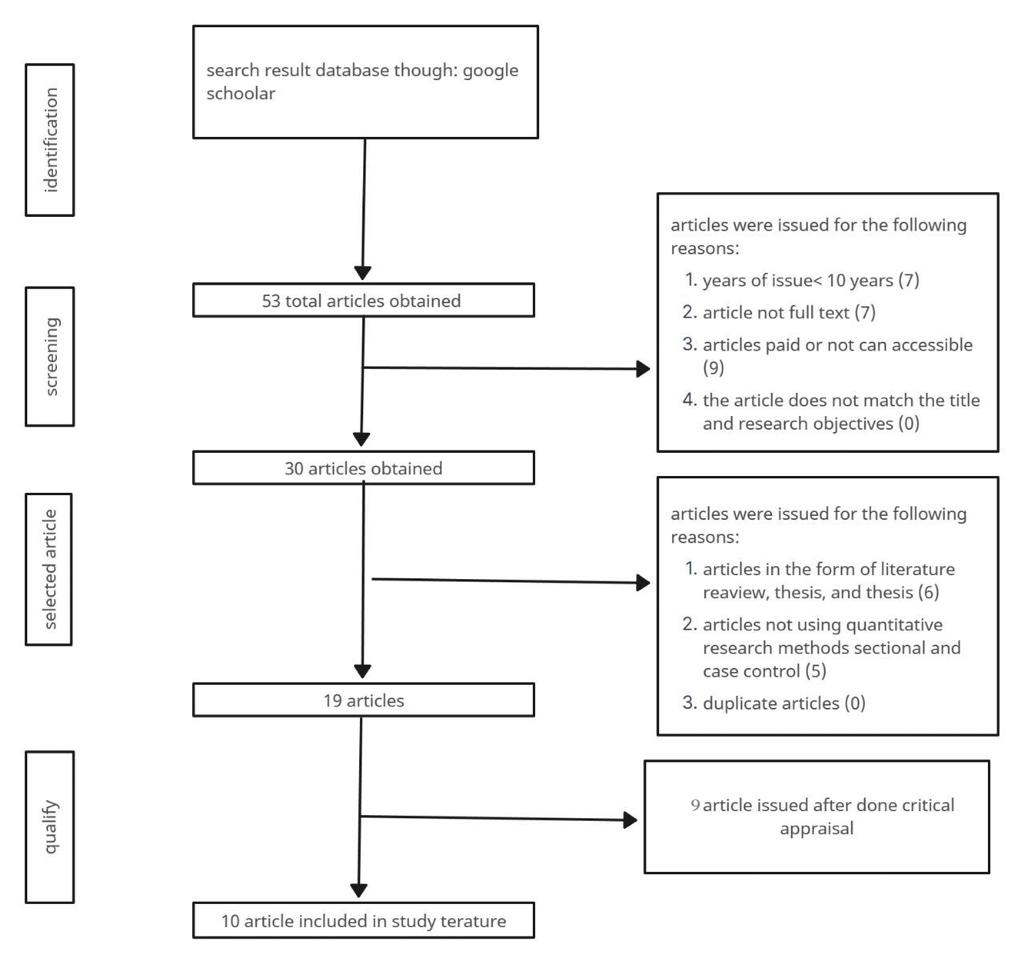 search result database though: google
schoolar
identification
articles were issued for the following
reasons:
1. years of issue< 10 years (7)
2. article not full text (7)
3. articles paid or not can accessible
(9)
4. the article does not match the title
and research objectives (0)
53 total articles obtained
screening
30 articles obtained
articles were issued for the following
reasons:
1. articles in the form of literature
reaview, thesis, and thesis (6)
2. articles not using quantitative
research methods sectional and
case control (5)
3. duplicate articles (0)
selected article
19 articles
9 article issued after done critical
appraisal
qualify
10 article included in study terature